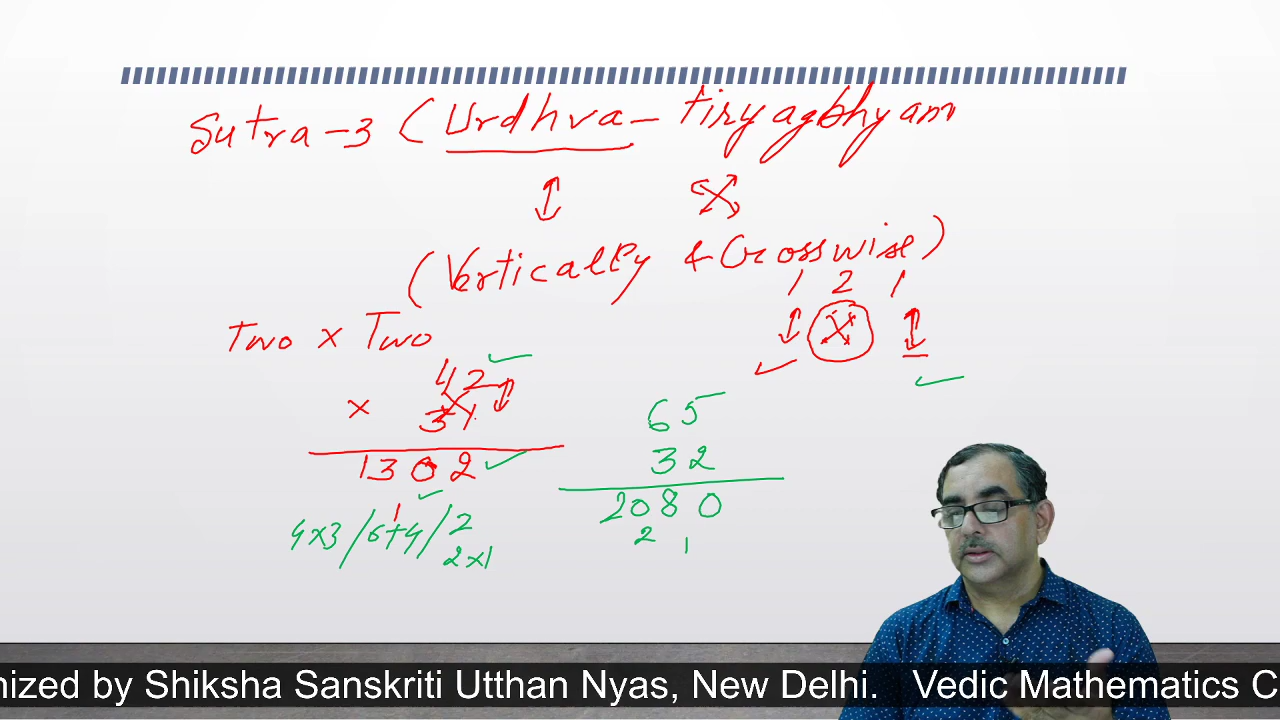 Sutra-3 (Urdhva-tiryagbhyam
(Vertically & Crosswise)
1 2 1
Two x Two
42
x 31
1302
4x3/6+4/2
1
2x1
65
32
2080
2 1
nized by Shiksha Sanskriti Utthan Nyas, New Delhi. Vedic Mathematics C